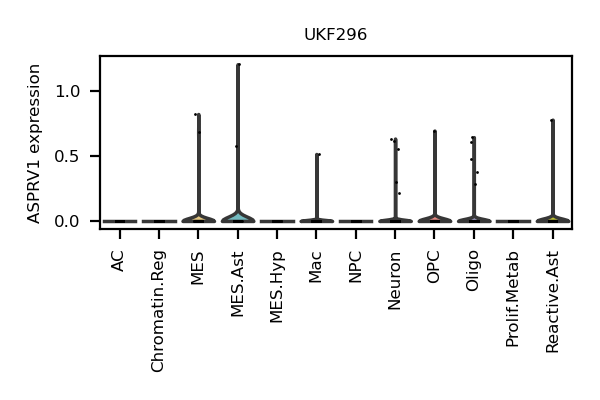 UKF296
ASPRV1 expression
1.0
0.5
0.0
AC
Chromatin.Reg
MES
MES.Ast
MES.Hyp
Mac
NPC
Neuron
OPC
Oligo
Prolif.Metab
Reactive.Ast